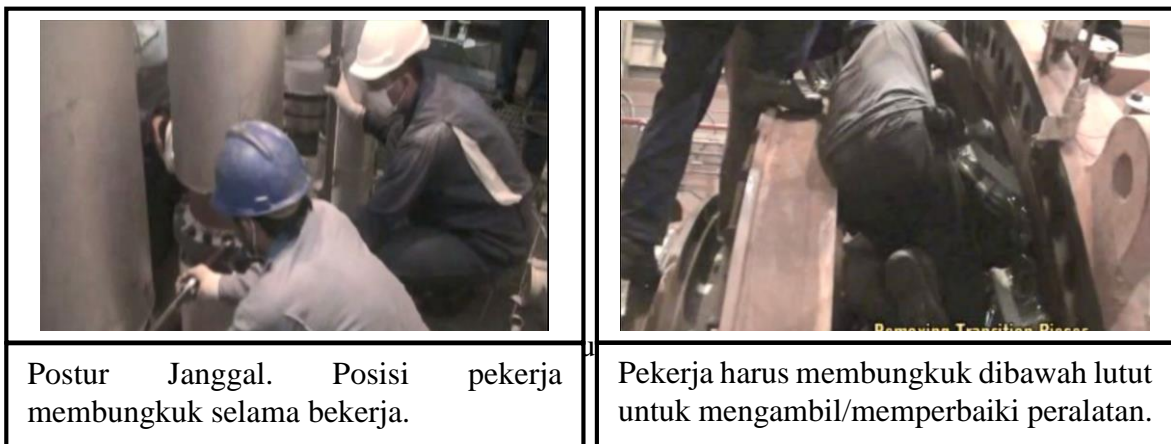 Removing Transition Pieces
Postur Janggal. Posisi pekerja
membungkuk selama bekerja.
Pekerja harus membungkuk dibawah lutut
untuk mengambil/memperbaiki peralatan.